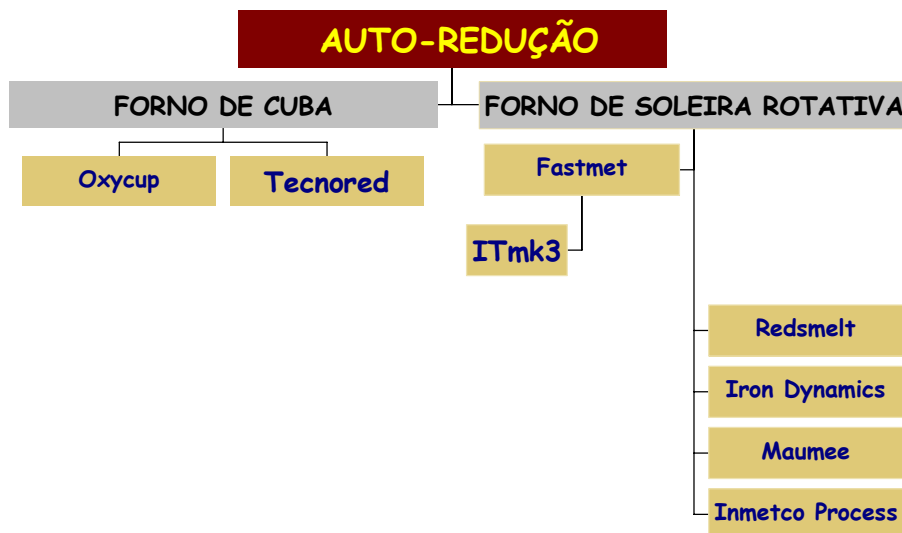 AUTO-REDUÇÃO
FORNO DE CUBA
FORNO DE SOLEIRA ROTATIVA
Oxycup
Tecnored
Fastmet
ITmk3
Redsmelt
Iron Dynamics
Maumee
Inmetco Process